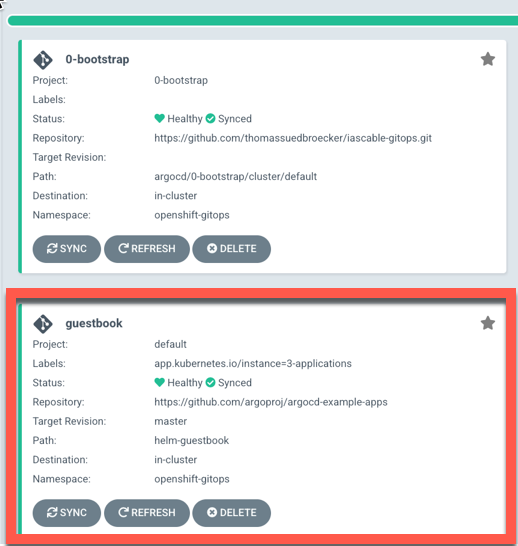 0-bootstrap
Project: 0-bootstrap
Labels:
Status: Healthy Synced
Repository: https://github.com/thomassuedbroecker/iascable-gitops.git
Target Revision:
Path: argocd/0-bootstrap/cluster/default
Destination: in-cluster
Namespace: openshift-gitops
SYNC REFRESH DELETE
guestbook
Project: default
Labels: app.kubernetes.io/instance=3-applications
Status: Healthy Synced
Repository: https://github.com/argoproj/argocd-example-apps
Target Revision: master
Path: helm-guestbook
Destination: in-cluster
Namespace: openshift-gitops
SYNC REFRESH DELETE